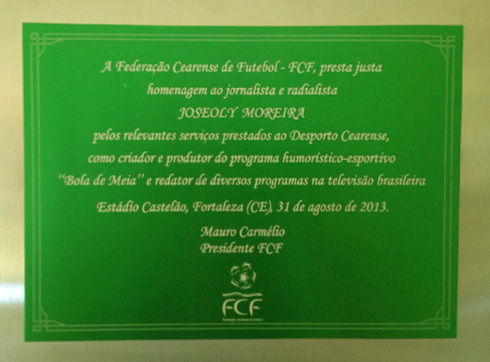 A Federação Cearense de Futebol - FCF, presta justa
homenagem ao jornalista e radialista
JOSEOLY MOREIRA
pelos relevantes serviços prestados ao Desporto Cearense,
como criador e produtor do programa humorístico-esportivo
“Bola de Meia” e redator de diversos programas na televisão brasileira
Estádio Castelão, Fortaleza (CE), 31 de agosto de 2013.
Mauro Carmélio
Presidente FCF
FCF